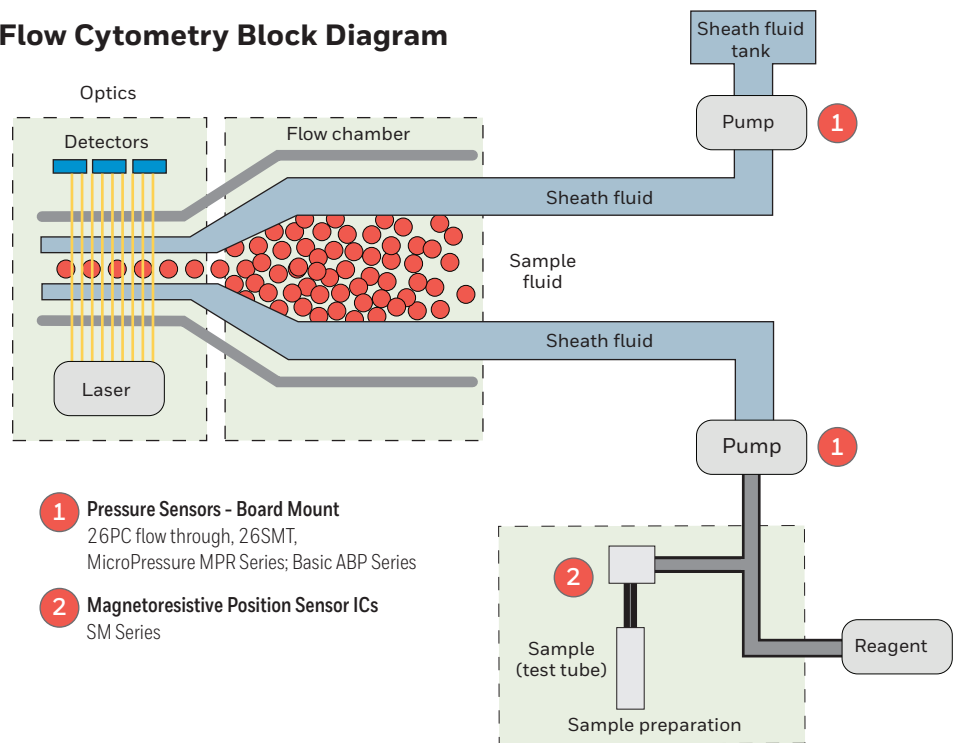 Flow Cytometry Block Diagram
Sheath fluid
tank
Optics
Pump
1
Detectors
Flow chamber
Sheath fluid
Sample
fluid
Sheath fluid
Laser
Pump
1
1
Pressure Sensors - Board Mount
26PC flow through, 26SMT,
MicroPressure MPR Series; Basic ABP Series
2
Magnetoresistive Position Sensor ICs
SM Series
2
Sample
(test tube)
Reagent
Sample preparation